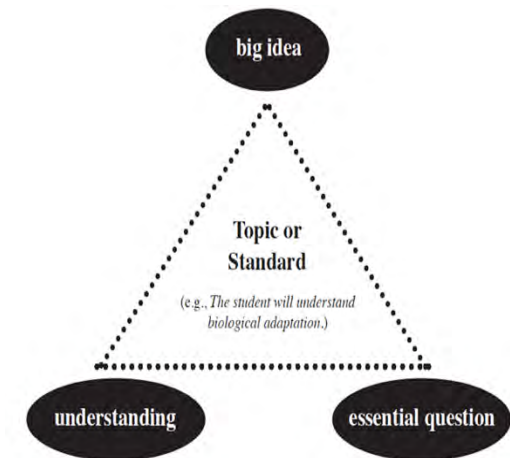 big idea
Topic or
Standard
(e.g., The student will understand
biological adaptation.)
understanding
essential question